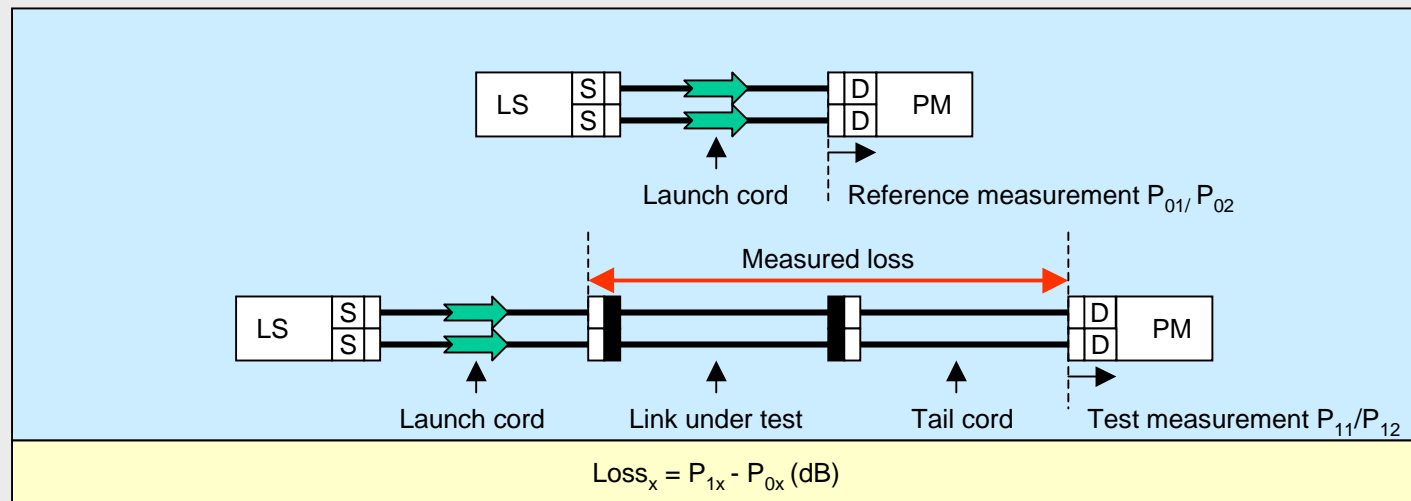 LS S S D D PM
Launch cord Reference measurement P01/ P02
Measured loss
LS S S D D PM
Launch cord Link under test Tail cord Test measurement P11/P12
Lossx = P1x - P0x (dB)